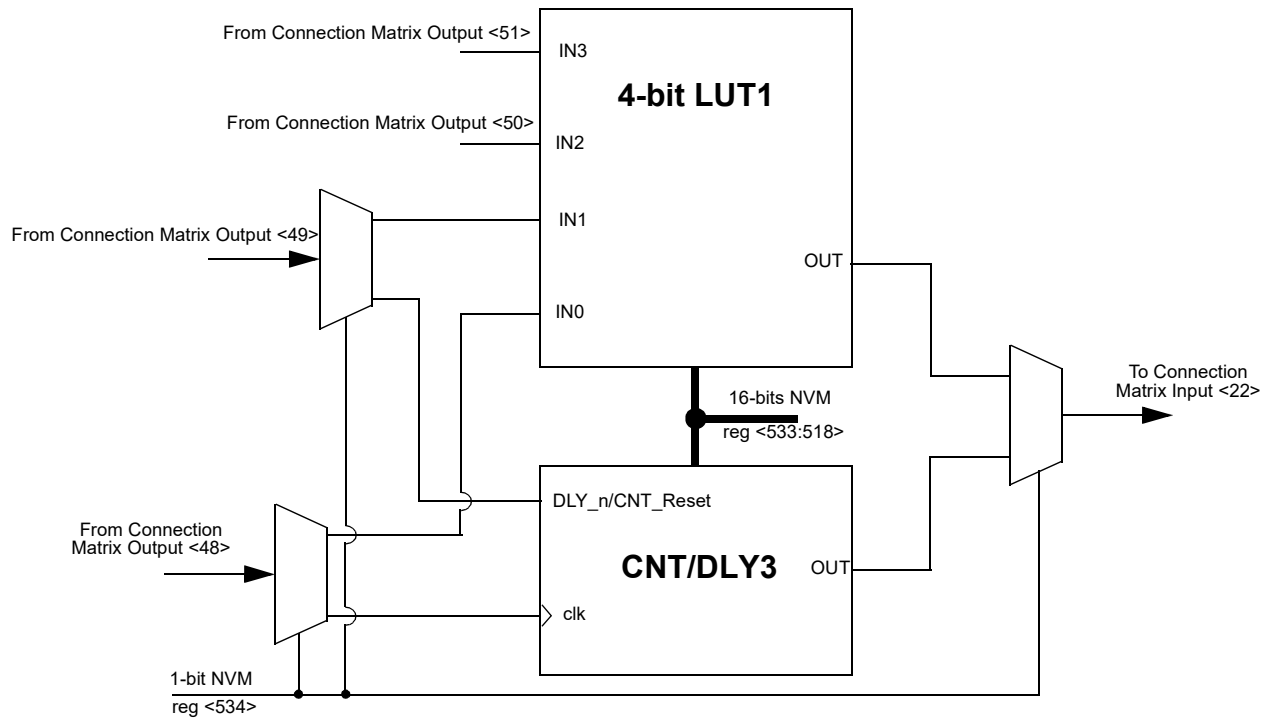 From Connection Matrix Output <51>
IN3
4-bit LUT1
From Connection Matrix Output <50>
IN2
IN1
From Connection Matrix Output <49>
OUT
IN0
To Connection
Matrix Input <22>
16-bits NVM
reg <533:518>
DLY_n/CNT_Reset
From Connection
Matrix Output <48>
CNT/DLY3
OUT
clk
1-bit NVM
reg <534>